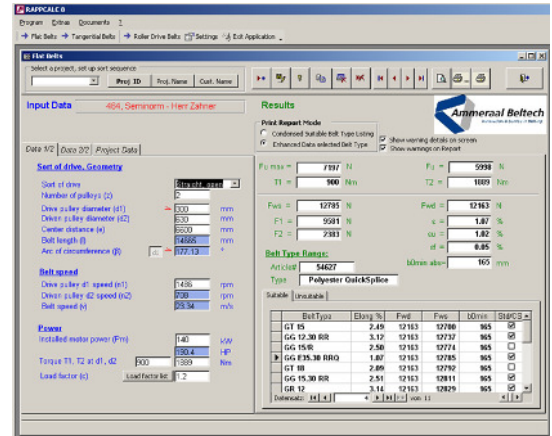 RAPPCALC 8
Program Extras Documents ?
Flat Belts Tangential Belts Roller Drive Belts Settings Exit Application
Flat Belts
Select a project, set up sort sequence
Proj ID Proj. Name Cust. Name
Input Data 464, Seminorm - Herr Zahner
Data 1/2 Data 2/2 Project Data
Sort of drive, Geometry
Sort of drive Straight, open
Number of pulleys (z) 2
Drive pulley diameter (d1) 300 mm
Driven pulley diameter (d2) 630 mm
Center distance (e) 6600 mm
Belt length (l) 14665 mm
Arc of circumference (β) 177.13 °
Belt speed
Drive pulley d1 speed (n1) 1486 rpm
Driven pulley d2 speed (n2) 708 rpm
Belt speed (v) 23.34 m/s
Power
Installed motor power (Pm) 140 kW
190.4 HP
Torque T1, T2 at d1, d2 900 1889 Nm
Load factor (c) Load factor list 1.2
Results
Ammeraal Beltech
Print Report Mode
Condensed Suitable Belt Type Listing
Enhanced Data selected Belt Type
Show warning details on screen
Show warnings on Report
Fu max = 7197 N Fu = 5998 N
T1 = 900 Nm T2 = 1889 Nm
Fws = 12785 N Fwd = 12163 N
F1 = 9581 N ε = 1.07 %
F2 = 2383 N 1.02 %
εf = 0.05 %
Belt Type Range:
b0min abs= 165 mm
Article# 54627
Type Polyester QuickSplice
Suitable Unsuitable
BeltType Elong % Fwd Fws b0min Std/CS
GT 15 2.49 12163 12700 165
GG 12.30 RR 3.12 12163 12737 165
GG 15/R 2.50 12163 12774 165
GG E35.30 RRQ 1.07 12163 12785 165
GT 18 2.09 12163 12790 165
GG 15.30 RR 2.51 12163 12811 165
GR 12 3.14 12163 12829 165
Datensatz: 4 von 11